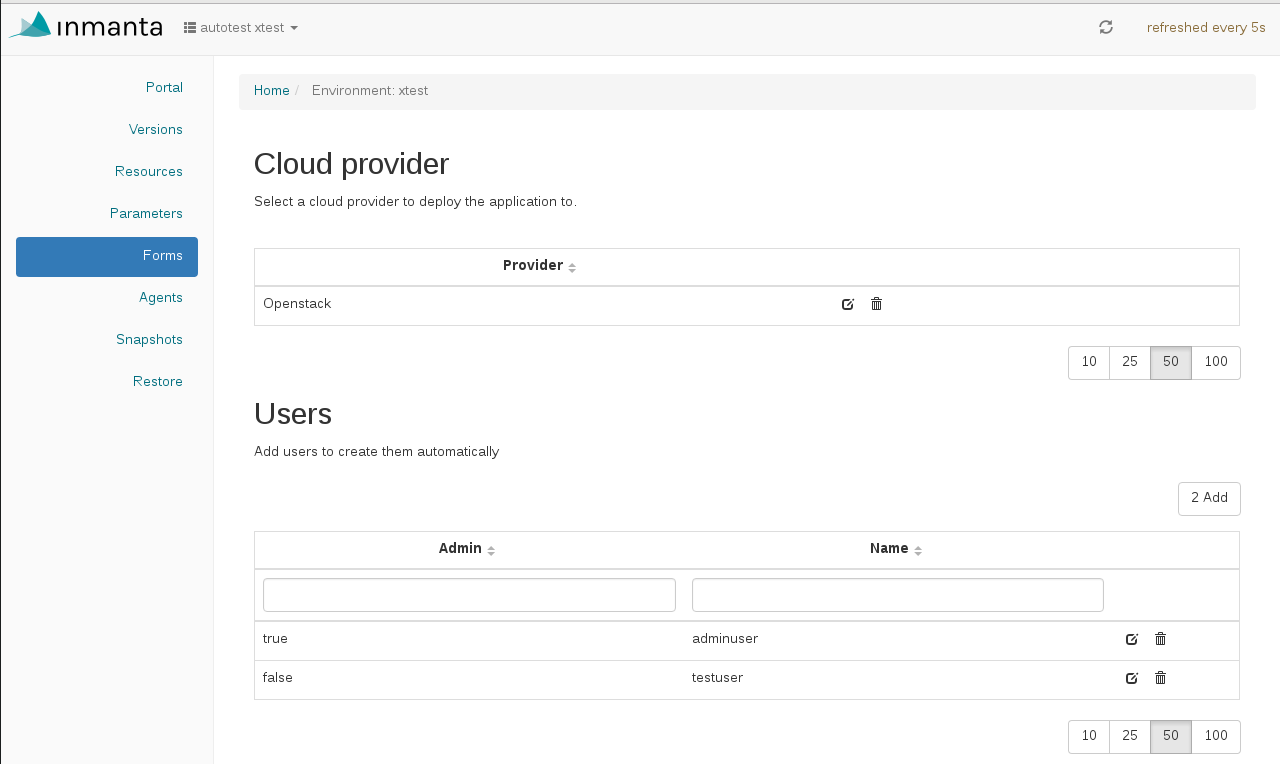 inmanta autotest xtest refreshed every 5s
Portal
Versions
Resources
Parameters
Forms
Agents
Snapshots
Restore
Home / Environment: xtest
Cloud provider
Select a cloud provider to deploy the application to.
Provider
Openstack
10 25 50 100
Users
Add users to create them automatically
2 Add
Admin Name
true adminuser
false testuser
10 25 50 100